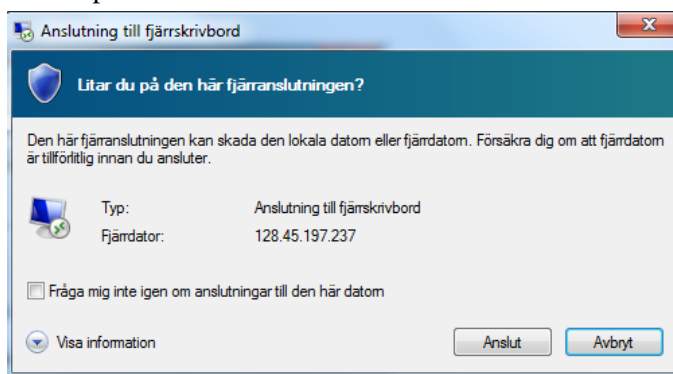 Anslutning till fjärrskrivbord
X
Litar du på den här fjärranslutningen?
Den här fjärranslutningen kan skada den lokala datorn eller fjärrdatorn. Försäkra dig om att fjärrdatorn
är tillförlitlig innan du ansluter.
Typ: Anslutning till fjärrskrivbord
Fjärrdator: 128.45.197.237
Fråga mig inte igen om anslutningar till den här datorn
Visa information Anslut Avbryt